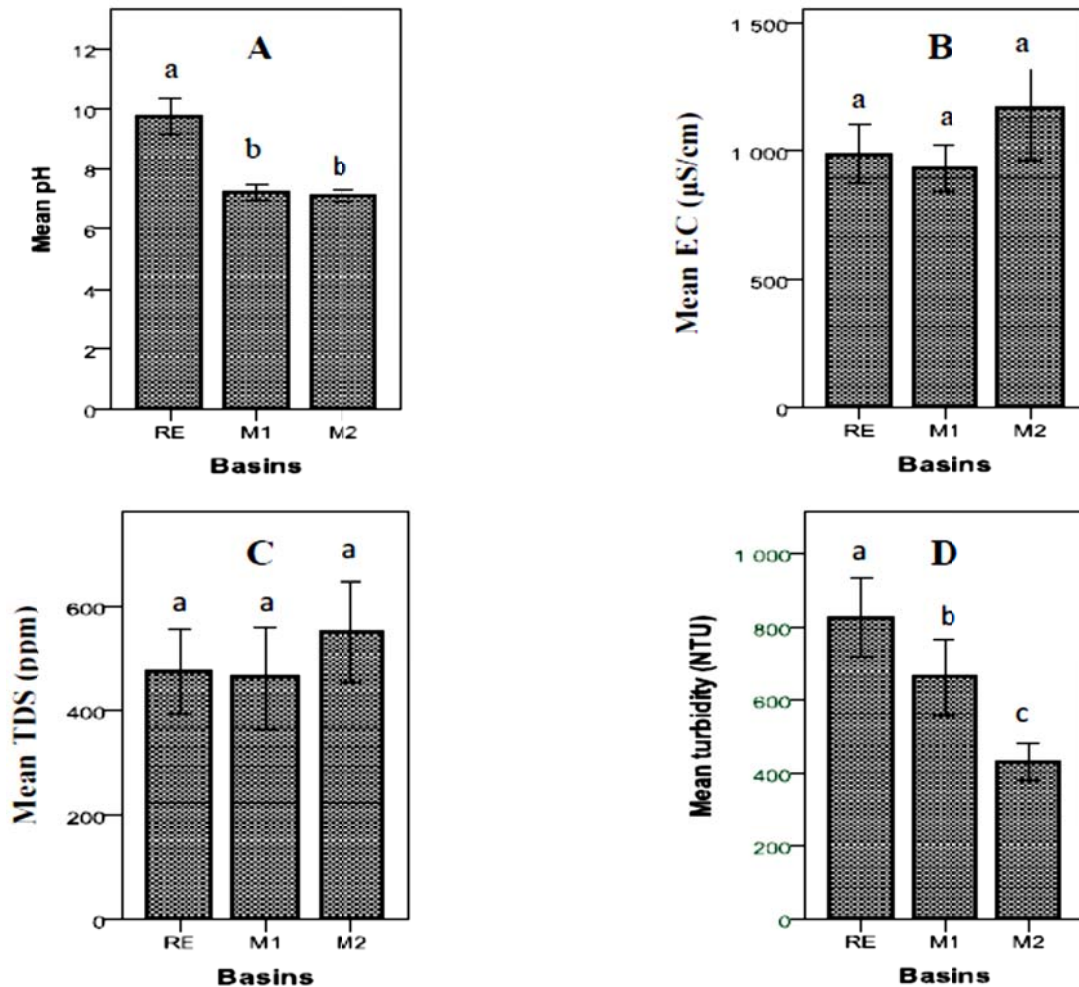 A
Mean pH
12
10
8
6
4
2
0
a
b
b
RE M1 M2
Basins
B
Mean EC (µS/cm)
1 500
1 000
500
0
a
a
a
RE M1 M2
Basins
C
Mean TDS (ppm)
600
400
200
0
a
a
a
RE M1 M2
Basins
D
Mean turbidity (NTU)
1 000
800
600
400
200
0
a
b
c
RE M1 M2
Basins